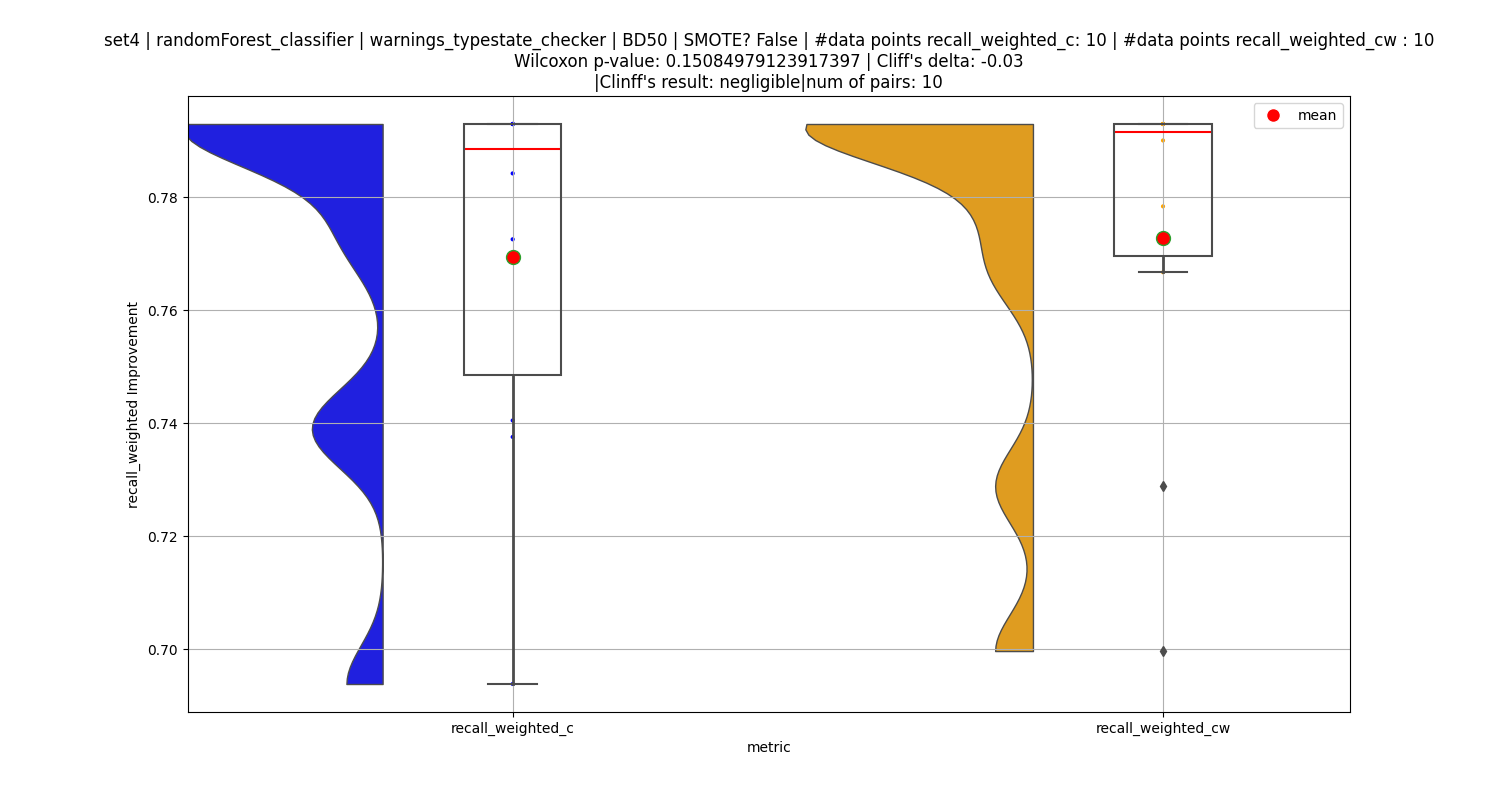 set4 | randomForest_classifier | warnings_typestate_checker | BD50 | SMOTE? False | #data points recall_weighted_c: 10 | #data points recall_weighted_cw : 10
Wilcoxon p-value: 0.15084979123917397 | Cliff's delta: -0.03
|Clinff's result: negligible|num of pairs: 10
mean
recall_weighted Improvement
0.78
0.76
0.74
0.72
0.70
recall_weighted_c
recall_weighted_cw
metric